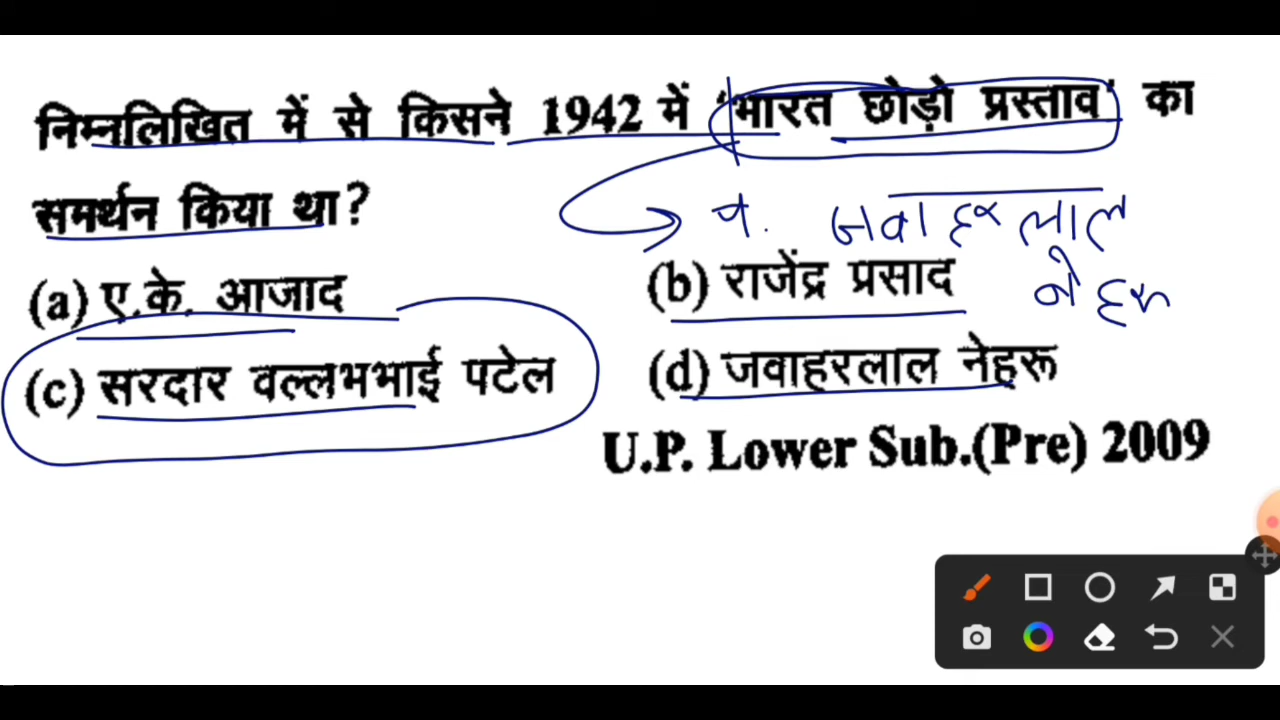 निम्नलिखित में से किसने 1942 में 'भारत छोड़ो प्रस्ताव' का
समर्थन किया था?
पं. जवाहरलाल
नेहरू
(a) ए.के. आजाद
(b) राजेंद्र प्रसाद
(c) सरदार वल्लभभाई पटेल
(d) जवाहरलाल नेहरू
U.P. Lower Sub.(Pre) 2009